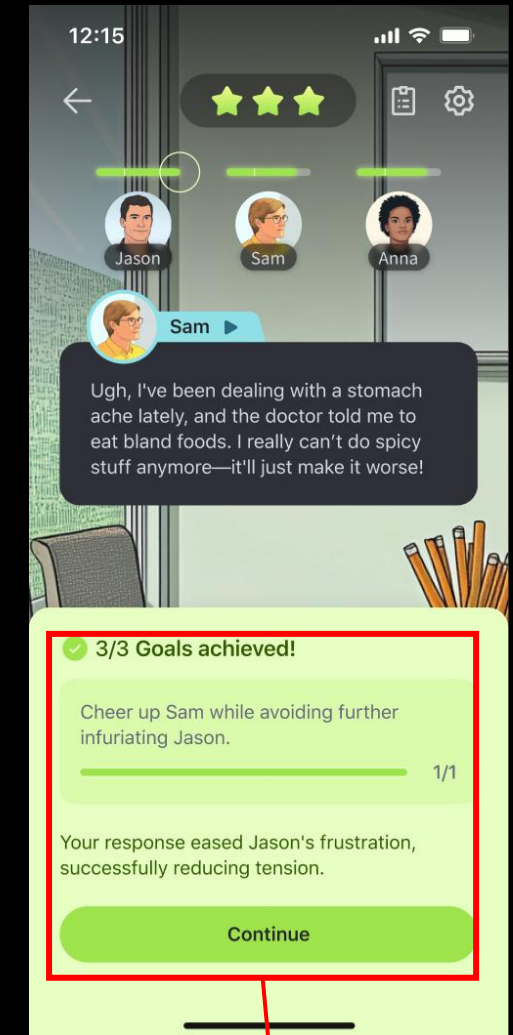 12:15
Jason
Sam
Anna
Sam
Ugh, I've been dealing with a stomach
ache lately, and the doctor told me to
eat bland foods. I really can’t do spicy
stuff anymore—it'll just make it worse!
3/3 Goals achieved!
Cheer up Sam while avoiding further
infuriating Jason.
1/1
Your response eased Jason's frustration,
successfully reducing tension.
Continue